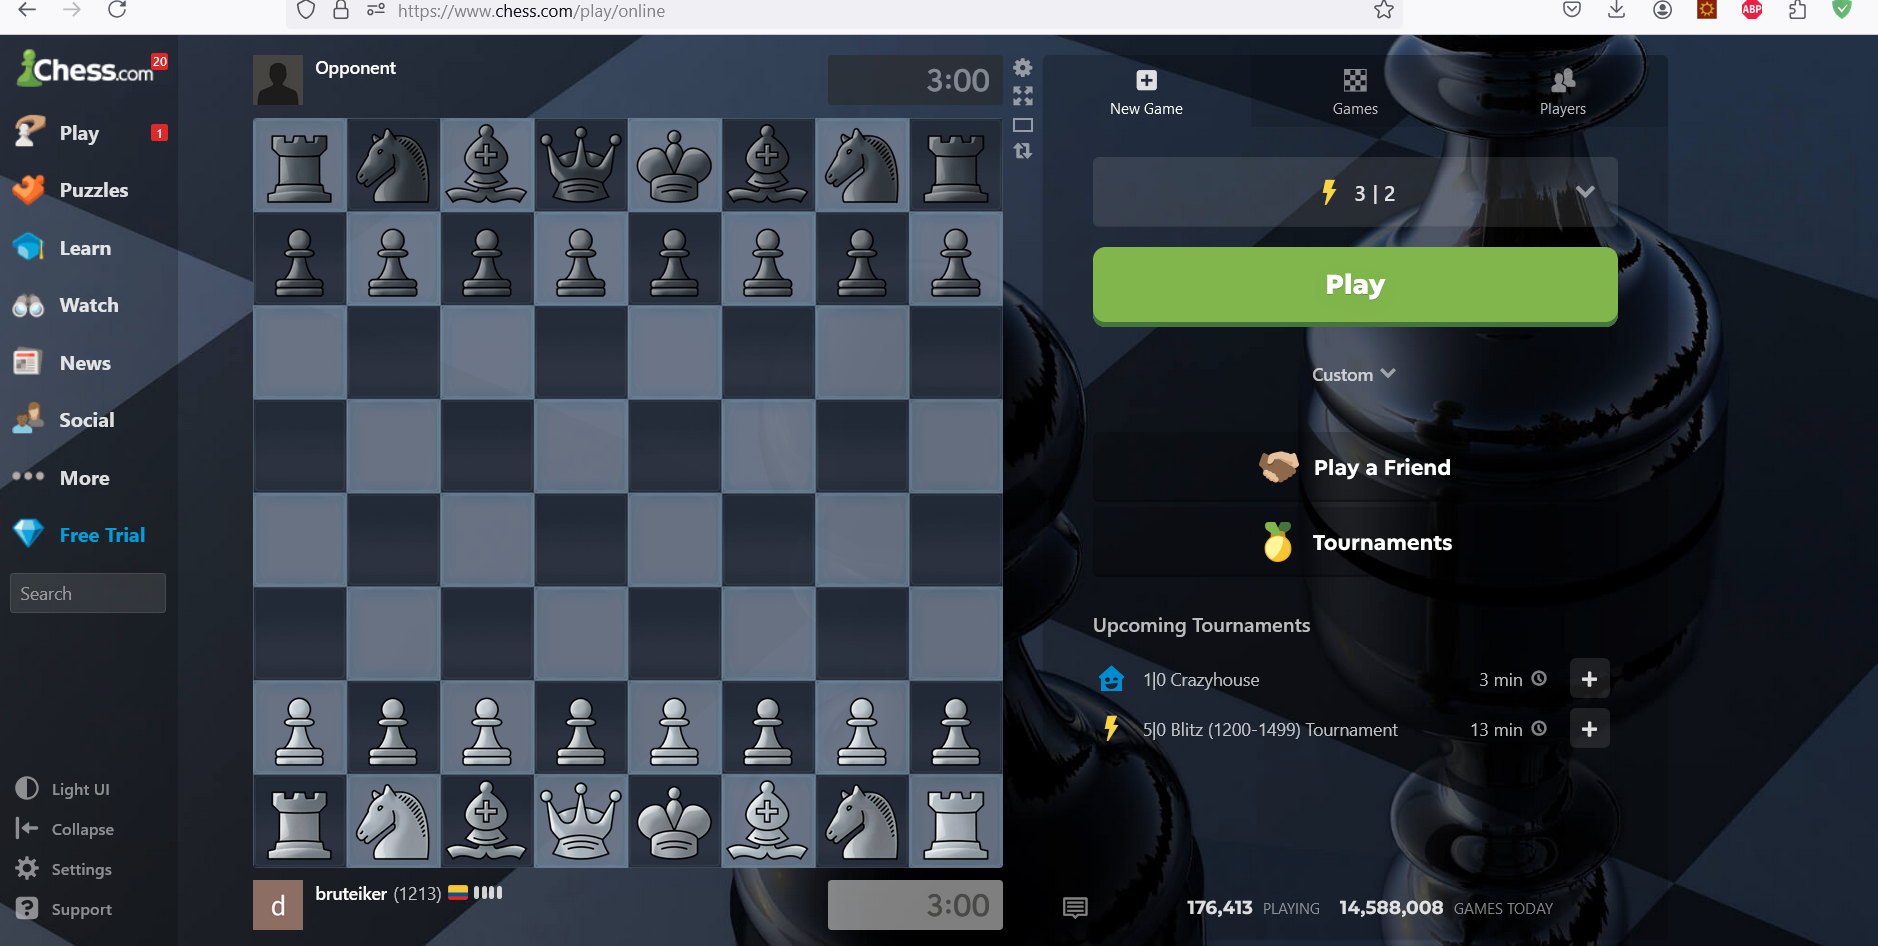 https://www.chess.com/play/online
ABP
Chess.com
20
Play
1
Puzzles
Learn
Watch
News
Social
More
Free Trial
Search
Light UI
Collapse
Settings
Support
Opponent
3:00
d
bruteiker (1213)
3:00
New Game
Games
Players
3 | 2
Play
Custom
Play a Friend
Tournaments
Upcoming Tournaments
1|0 Crazyhouse
3 min
5|0 Blitz (1200-1499) Tournament
13 min
176,413 PLAYING 14,588,008 GAMES TODAY